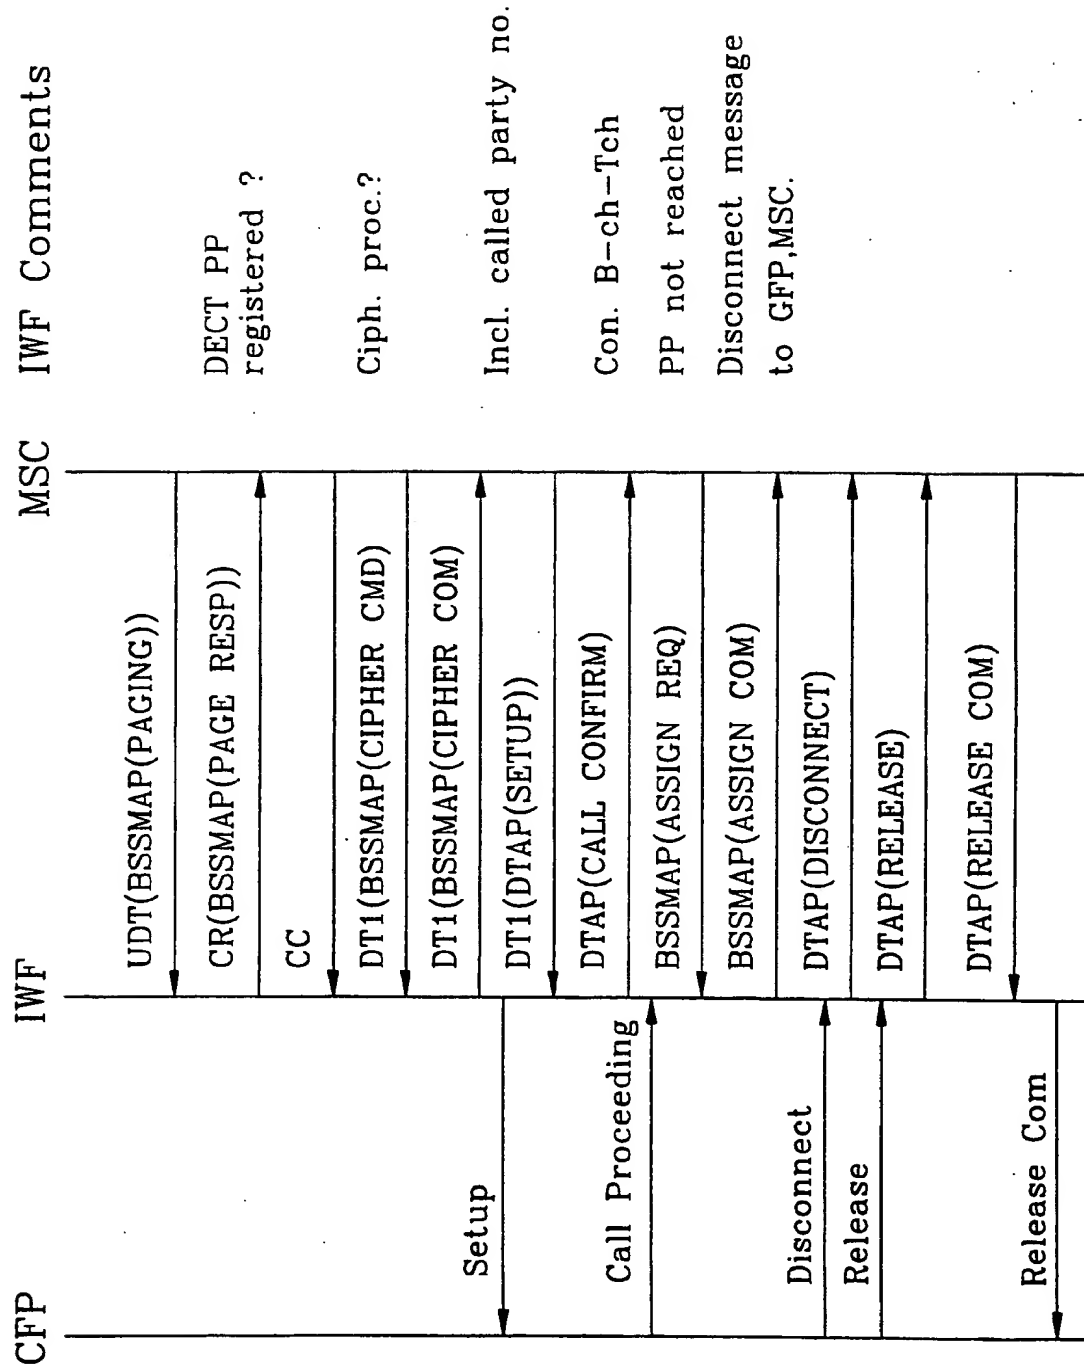 CFP
IWF
MSC
IWF Comments
UDT(BSSMAP(PAGING))
DECT PP
registered ?
CR(BSSMAP(PAGE RESP))
CC
Ciph. proc.?
DT1(BSSMAP(CIPHER CMD)
DT1(BSSMAP(CIPHER COM)
Incl. called party no.
Setup
DT1(DTAP(SETUP))
DTAP(CALL CONFIRM)
Con. B-ch-Tch
Call Proceeding
BSSMAP(ASSIGN REQ)
PP not reached
BSSMAP(ASSIGN COM)
Disconnect message
to GFP,MSC.
Disconnect
DTAP(DISCONNECT)
Release
DTAP(RELEASE)
DTAP(RELEASE COM)
Release Com